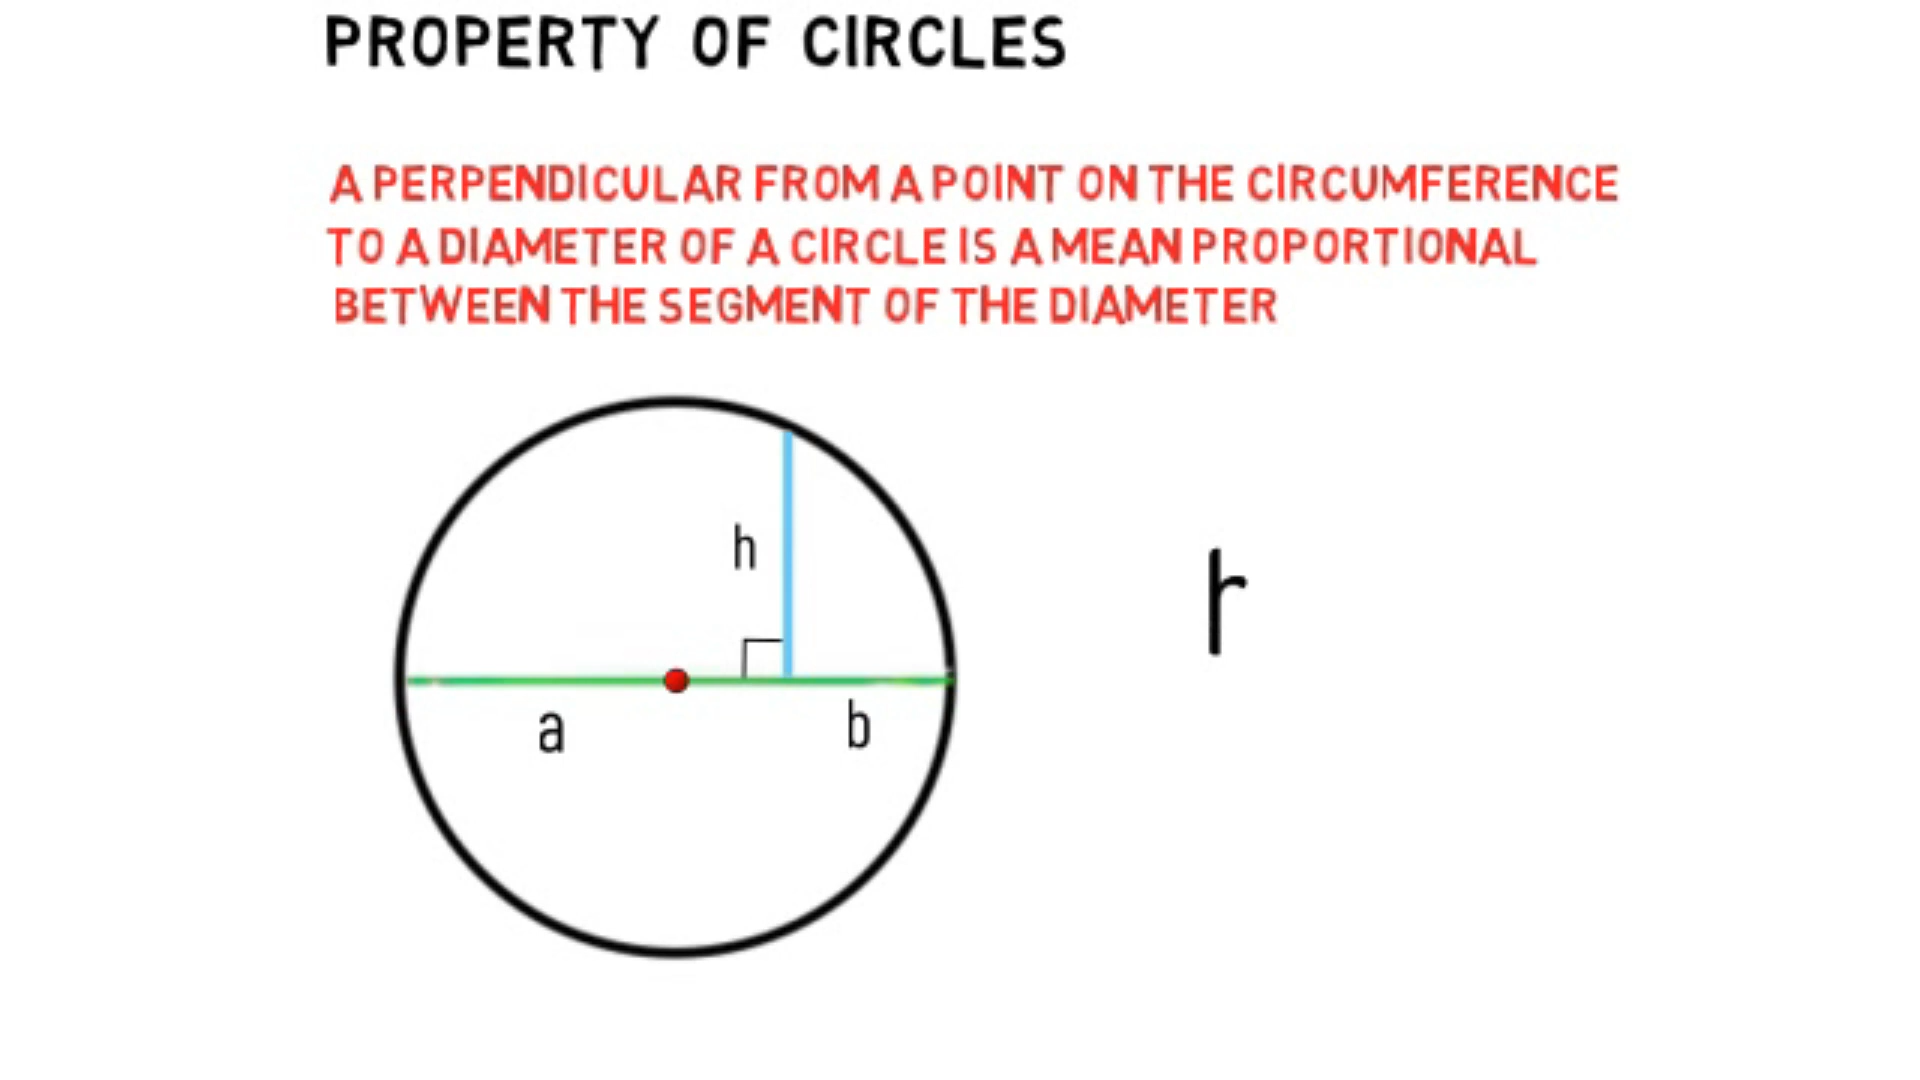 PROPERTY OF CIRCLES
A PERPENDICULAR FROM A POINT ON THE CIRCUMFERENCE
TO A DIAMETER OF A CIRCLE IS A MEAN PROPORTIONAL
BETWEEN THE SEGMENT OF THE DIAMETER
h
a
b